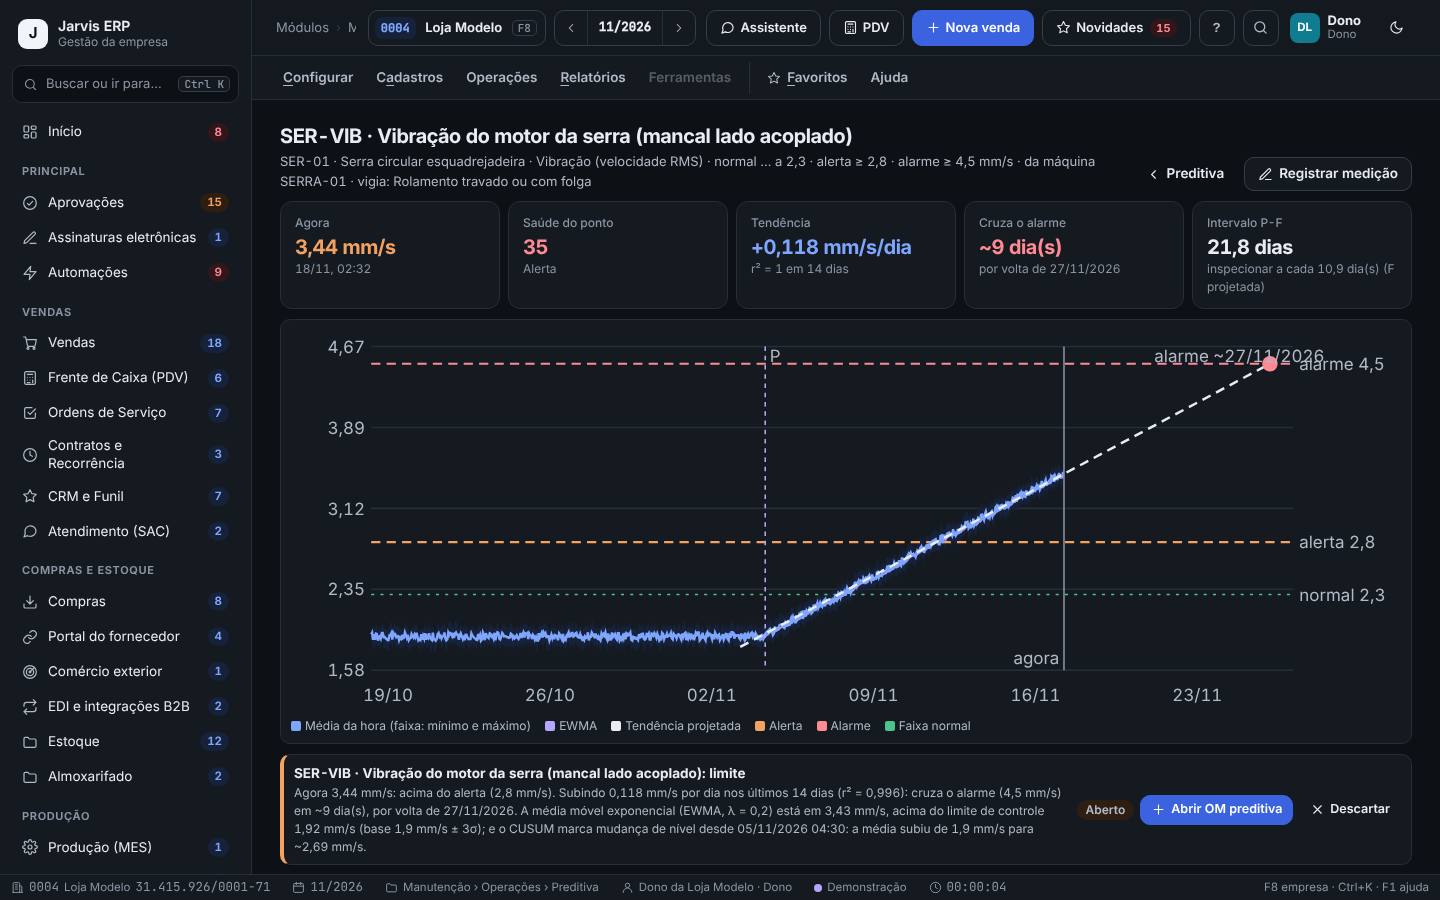 J
Jarvis ERP
Gestão da empresa
Buscar ou ir para... Ctrl K
Início 8
PRINCIPAL
Aprovações 15
Assinaturas eletrônicas 1
Automações 9
VENDAS
Vendas 18
Frente de Caixa (PDV) 6
Ordens de Serviço 7
Contratos e
Recorrência 3
CRM e Funil 7
Atendimento (SAC) 2
COMPRAS E ESTOQUE
Compras 8
Portal do fornecedor 4
Comércio exterior 1
EDI e integrações B2B 2
Estoque 12
Almoxarifado 2
PRODUÇÃO
Produção (MES) 1
Módulos › M
0004 Loja Modelo F8
‹ 11/2026 ›
Assistente
PDV
+ Nova venda
Novidades 15
?
DL
Dono
Dono
Configurar Cadastros Operações Relatórios Ferramentas Favoritos Ajuda
SER-VIB · Vibração do motor da serra (mancal lado acoplado)
SER-01 · Serra circular esquadrejadeira · Vibração (velocidade RMS) · normal ... a 2,3 · alerta ≥ 2,8 · alarme ≥ 4,5 mm/s · da máquina
SERRA-01 · vigia: Rolamento travado ou com folga
‹ Preditiva
Registrar medição
Agora
3,44 mm/s
18/11, 02:32
Saúde do ponto
35
Alerta
Tendência
+0,118 mm/s/dia
r² = 1 em 14 dias
Cruza o alarme
~9 dia(s)
por volta de 27/11/2026
Intervalo P-F
21,8 dias
inspecionar a cada 10,9 dia(s) (F
projetada)
4,67
P
alarme ~27/11/2026
alarme 4,5
3,89
3,12
alerta 2,8
2,35
normal 2,3
agora
1,58
19/10 26/10 02/11 09/11 16/11 23/11
Média da hora (faixa: mínimo e máximo) EWMA Tendência projetada Alerta Alarme Faixa normal
SER-VIB · Vibração do motor da serra (mancal lado acoplado): limite
Agora 3,44 mm/s: acima do alerta (2,8 mm/s). Subindo 0,118 mm/s por dia nos últimos 14 dias (r² = 0,996): cruza o alarme (4,5 mm/s)
em ~9 dia(s), por volta de 27/11/2026. A média móvel exponencial (EWMA, λ = 0,2) está em 3,43 mm/s, acima do limite de controle
1,92 mm/s (base 1,9 mm/s ± 3σ); e o CUSUM marca mudança de nível desde 05/11/2026 04:30: a média subiu de 1,9 mm/s para
~2,69 mm/s.
Aberto
+ Abrir OM preditiva
× Descartar
0004 Loja Modelo 31.415.926/0001-71 11/2026 Manutenção › Operações › Preditiva Dono da Loja Modelo · Dono Demonstração 00:00:04 F8 empresa · Ctrl+K · F1 ajuda